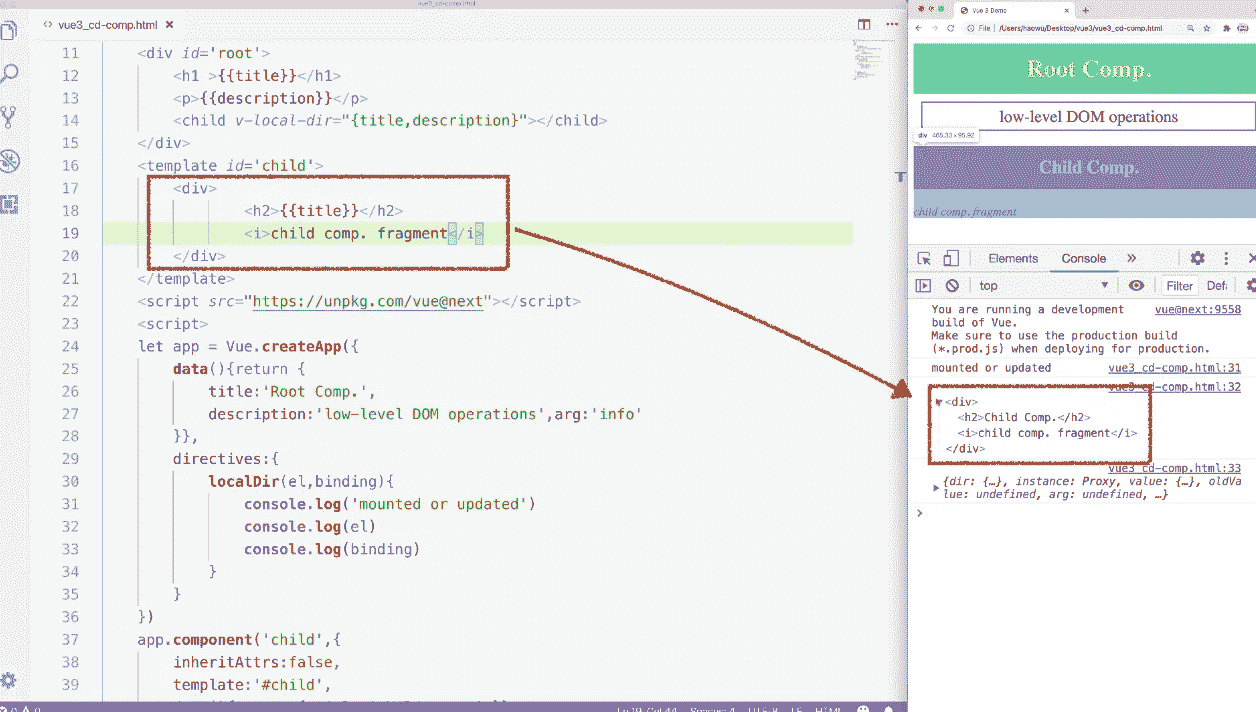 vue3_cd-comp.html
vue3_cd-comp.html
11 <div id='root'>
12 <h1 >{{title}}</h1>
13 <p>{{description}}</p>
14 <child v-local-dir="{title,description}"></child>
15 </div>
16 <template id='child'>
17 <div>
18 <h2>{{title}}</h2>
19 <i>child comp. fragment</i>
20 </div>
21 </template>
22 <script src="https://unpkg.com/vue@next"></script>
23 <script>
24 let app = Vue.createApp({
25 data(){return {
26 title:'Root Comp.',
27 description:'low-level DOM operations',arg:'info'
28 }},
29 directives:{
30 localDir(el,binding){
31 console.log('mounted or updated')
32 console.log(el)
33 console.log(binding)
34 }
35 }
36 })
37 app.component('child',{
38 inheritAttrs:false,
39 template:'#child',
Vue 3 Demo
File /Users/haowu/Desktop/vue3/vue3_cd-comp.html
Root Comp.
low-level DOM operations
div 465.33 × 95.92
Child Comp.
child comp. fragment
Elements Console »
top Filter Defa
You are running a development vue@next:9558
build of Vue.
Make sure to use the production build
(*.prod.js) when deploying for production.
mounted or updated vue3_cd-comp.html:31
vue3_cd-comp.html:32
<div>
<h2>Child Comp.</h2>
<i>child comp. fragment</i>
</div>
vue3_cd-comp.html:33
{dir: {…}, instance: Proxy, value: {…}, oldVa
lue: undefined, arg: undefined, …}